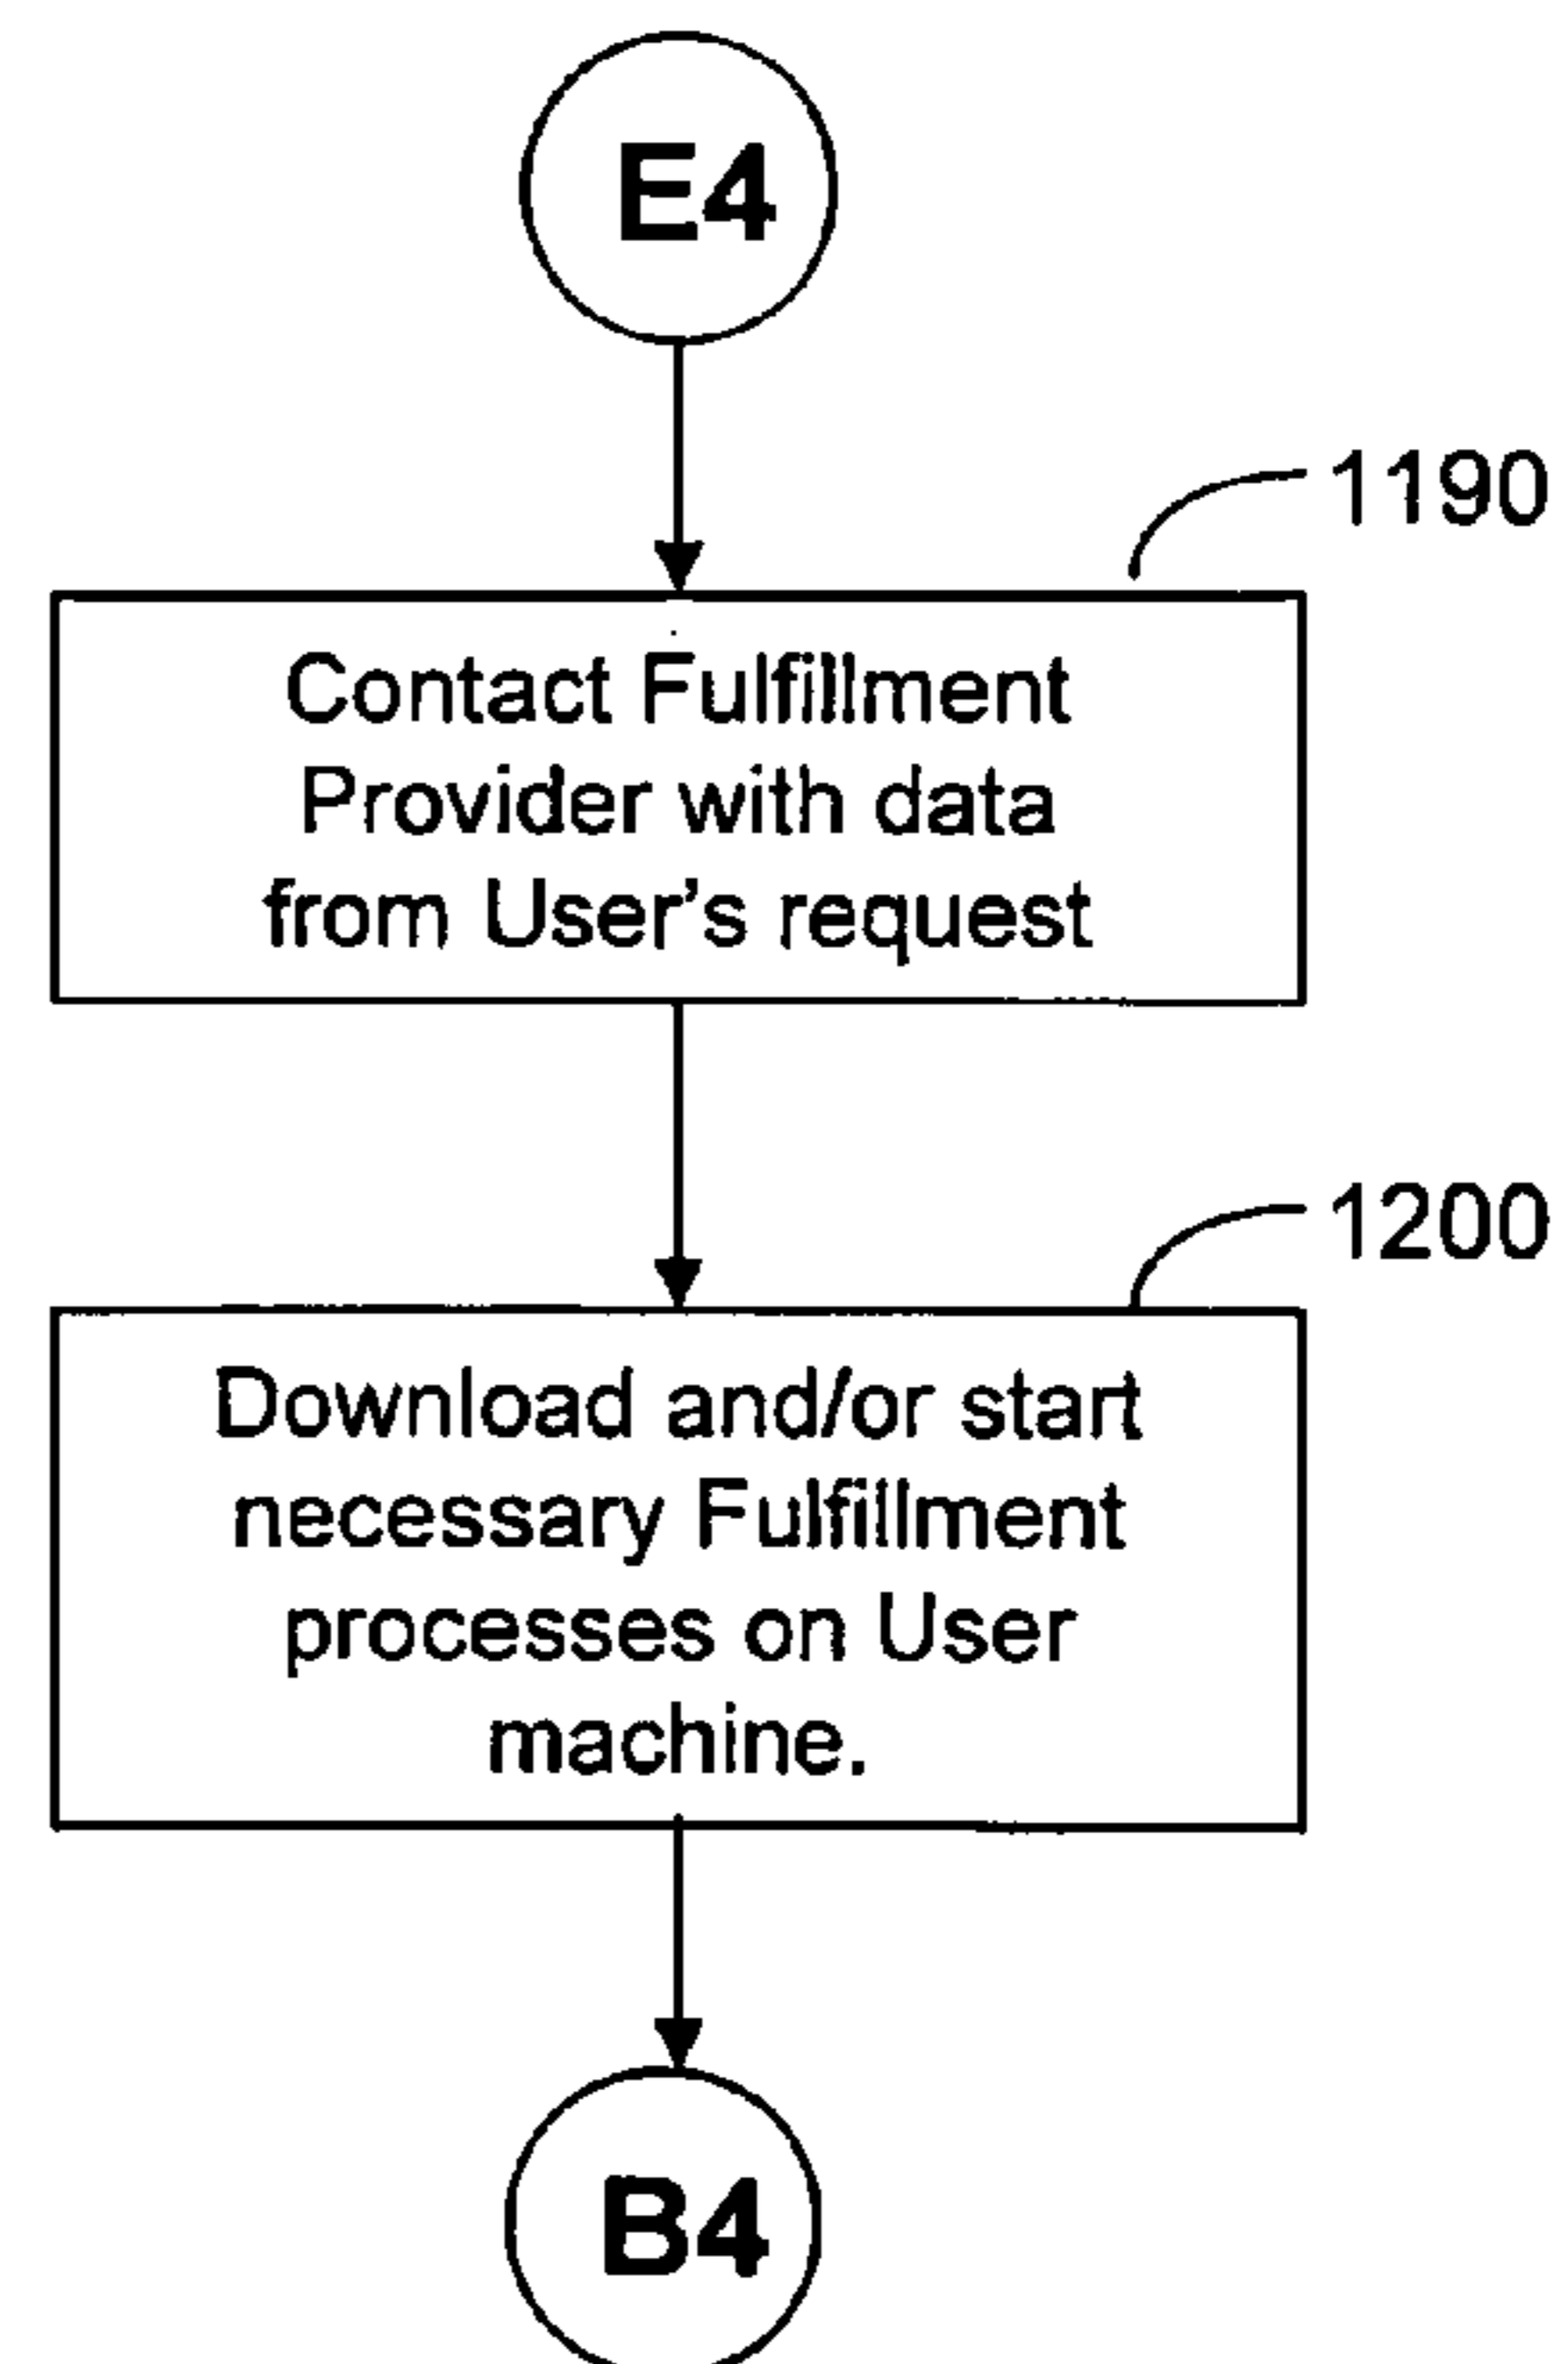 E4
1190
Contact Fulfillment
Provider with data
from User's request
1200
Download and/or start
necessary Fulfillment
processes on User
machine.
B4